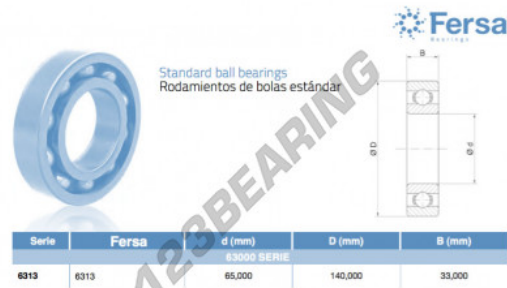 Fersa
Bearings
Standard ball bearings
Rodamientos de bolas estándar
B
Ø D
Ø d
123BEARING
Serie Fersa d (mm) D (mm) B (mm)
63000 SERIE
6313 6313 65,000 140,000 33,000